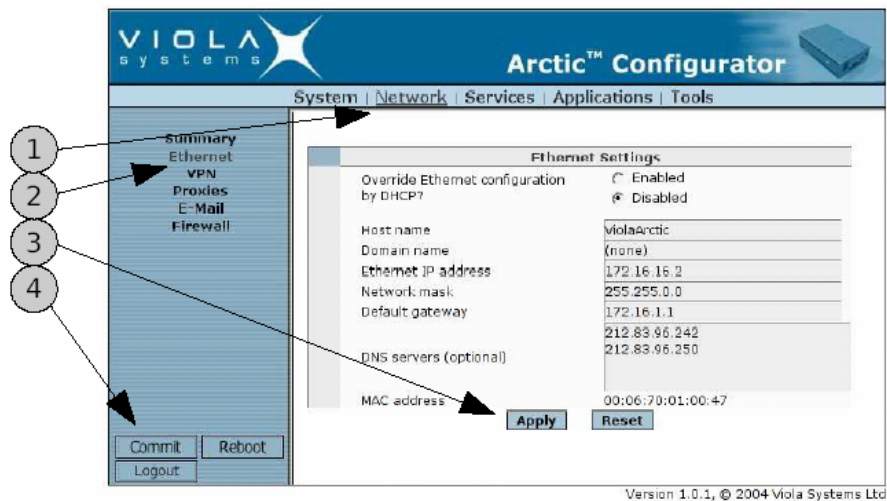 VIOLA
systems
Arctic™ Configurator
System | Network | Services | Applications | Tools
1
2
3
4
Summary
Ethernet
VPN
Proxies
E-Mail
Firewall
Commit
Reboot
Logout
Ethernet Settings
Override Ethernet configuration
by DHCP?
Enabled
Disabled
Host name
ViolaArctic
Domain name
(none)
Ethernet IP address
172.16.16.2
Network mask
255.255.0.0
Default gateway
172.16.1.1
DNS servers (optional)
212.83.96.242
212.83.96.250
MAC address
00:06:70:01:00:47
Apply
Reset
Version 1.0.1, © 2004 Viola Systems Ltd